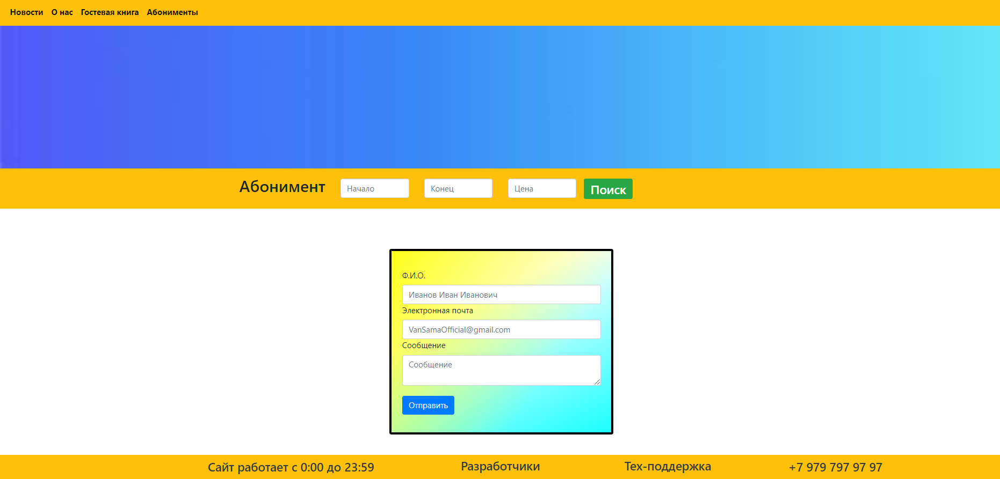 Новости О нас Гостевая книга Абонименты
Абонимент Начало Конец Цена Поиск
Ф.И.О.
Иванов Иван Иванович
Электронная почта
VanSamaOfficial@gmail.com
Сообщение
Сообщение
Отправить
Сайт работает с 0:00 до 23:59 Разработчики Тех-поддержка +7 979 797 97 97